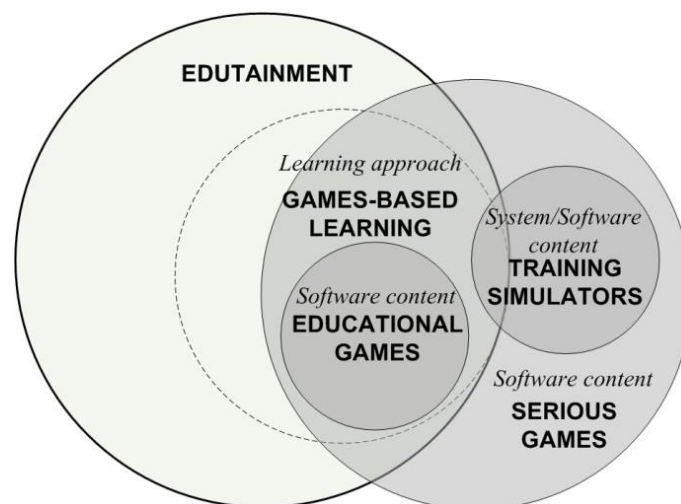 EDUTAINMENT
Learning approach
GAMES-BASED
LEARNING
System/Software
content
TRAINING
SIMULATORS
Software content
EDUCATIONAL
GAMES
Software content
SERIOUS
GAMES